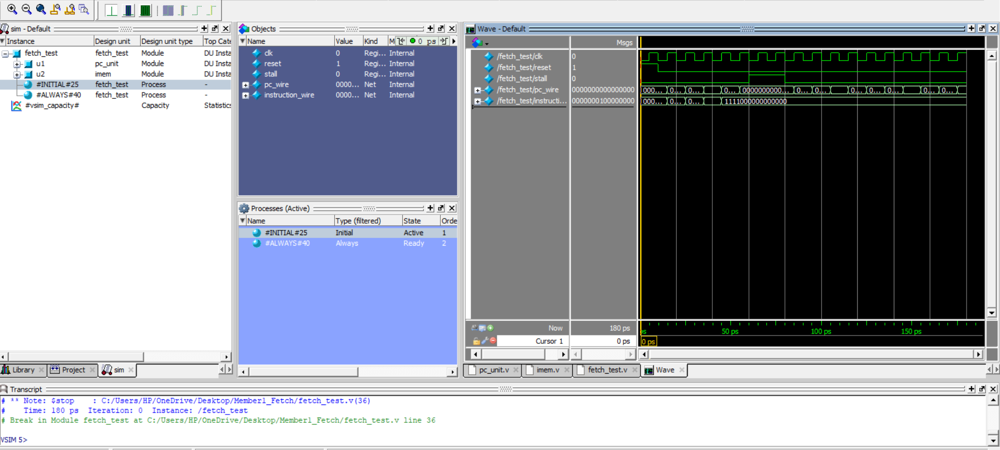 sim - Default
Instance Design unit Design unit type Top Cate
fetch_test fetch_test Module DU Insta
u1 pc_unit Module DU Insta
u2 imem Module DU Insta
#INITIAL#25 fetch_test Process -
#ALWAYS#40 fetch_test Process -
#vsim_capacity# Capacity Statistics
Library Project sim
Objects
Name Value Kind M 0 ps
clk 0 Regi... Internal
reset 1 Regi... Internal
stall 0 Regi... Internal
pc_wire 0000... Net Internal
instruction_wire 0000... Net Internal
Processes (Active)
Name Type (filtered) State Orde
#INITIAL#25 Initial Active 1
#ALWAYS#40 Always Ready 2
Wave - Default
Msgs
/fetch_test/clk 0
/fetch_test/reset 1
/fetch_test/stall 0
/fetch_test/pc_wire 0000000000000000 000... 0... 0... 0... 0000000000... 0... 0... 0... 0... 0... 0... 0...
/fetch_test/instructi... 0000000100000000 000... 0... 0... 1111000000000000
Now 180 ps ps 50 ps 100 ps 150 ps
Cursor 1 0 ps 0 ps
pc_unit.v imem.v fetch_test.v Wave
Transcript
# ** Note: $stop : C:/Users/HP/OneDrive/Desktop/Member1_Fetch/fetch_test.v(36)
# Time: 180 ps Iteration: 0 Instance: /fetch_test
# Break in Module fetch_test at C:/Users/HP/OneDrive/Desktop/Member1_Fetch/fetch_test.v line 36
VSIM 5>